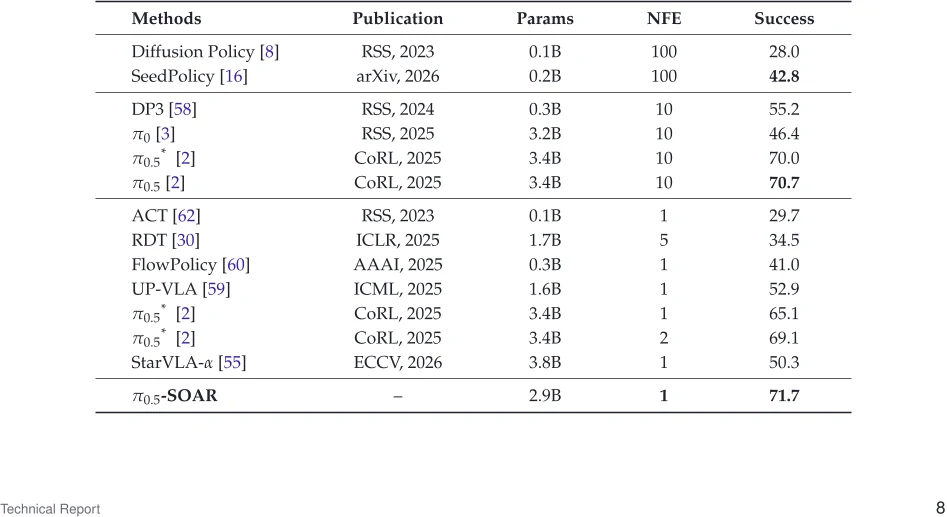 Methods Publication Params NFE Success
Diffusion Policy [8] RSS, 2023 0.1B 100 28.0
SeedPolicy [16] arXiv, 2026 0.2B 100 42.8
DP3 [58] RSS, 2024 0.3B 10 55.2
π0 [3] RSS, 2025 3.2B 10 46.4
π0.5* [2] CoRL, 2025 3.4B 10 70.0
π0.5 [2] CoRL, 2025 3.4B 10 70.7
ACT [62] RSS, 2023 0.1B 1 29.7
RDT [30] ICLR, 2025 1.7B 5 34.5
FlowPolicy [60] AAAI, 2025 0.3B 1 41.0
UP-VLA [59] ICML, 2025 1.6B 1 52.9
π0.5* [2] CoRL, 2025 3.4B 1 65.1
π0.5* [2] CoRL, 2025 3.4B 2 69.1
StarVLA-α [55] ECCV, 2026 3.8B 1 50.3
π0.5-SOAR – 2.9B 1 71.7
Technical Report 8